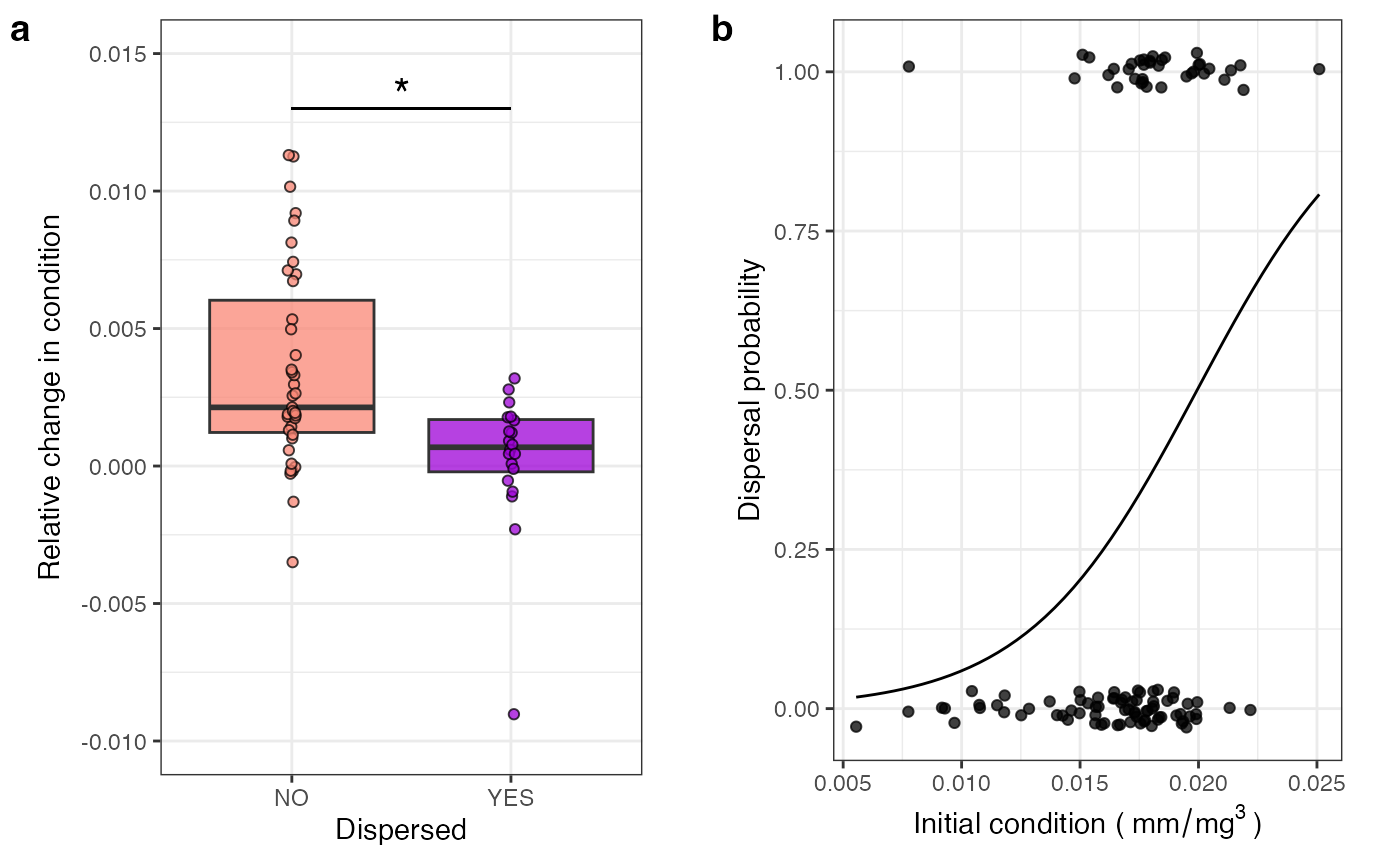 a
0.015
0.010
0.005
0.000
-0.005
-0.010
Relative change in condition
*
NO YES
Dispersed
b
1.00
0.75
0.50
0.25
0.00
Dispersal probability
0.005 0.010 0.015 0.020 0.025
Initial condition ( mm/mg³ )